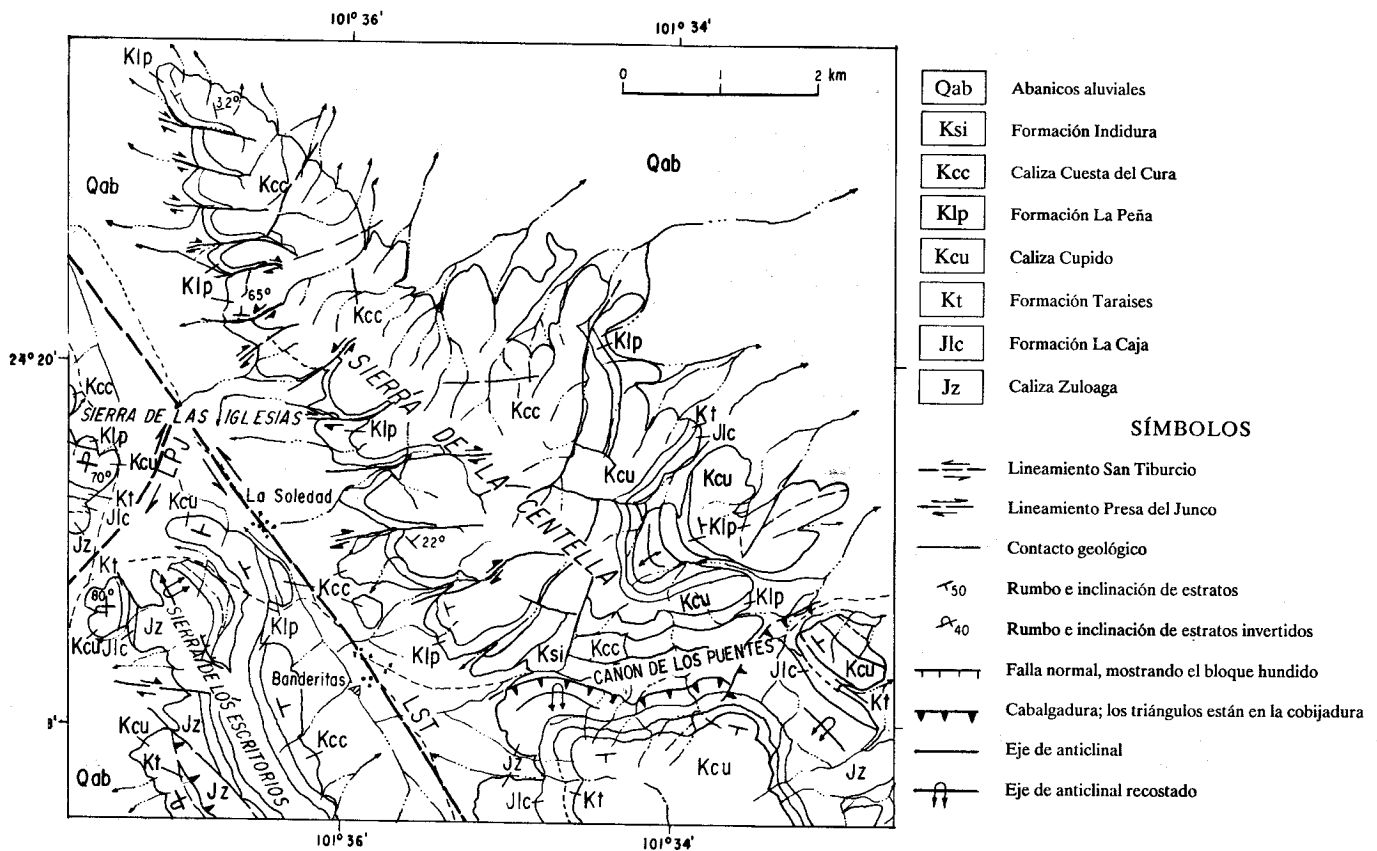 101° 36'
101° 34'
Klp
32°
0 1 2 km
Qab
Kcc
Qab
Klp
65°
Kcc
Klp
24° 20'
SIERRA DE LA CENTELLA
Kcc
Kcc
SIERRA DE LAS IGLESIAS
Kt
Jlc
Klp
Klp
Kcu
LPJ
70°
Kcu
Kcu
Kt
Kcu
La Soledad
Jlc
Klp
Jz
22°
Kt
Kcc
80°
Kcu
Klp
Jz
SIERRA DE LOS ESCRITORIOS
Klp
Kcu
Jlc
Klp
Ksi
Kcc
CAÑON DE LOS PUENTES
Jlc
Kcu
Banderitas
Kt
LST
8'
Kcu
Jz
Kcc
Kt
Jz
Kcu
Jz
Qab
Jz
Jlc
Kt
101° 36'
101° 34'
Qab Abanicos aluviales
Ksi Formación Indidura
Kcc Caliza Cuesta del Cura
Klp Formación La Peña
Kcu Caliza Cupido
Kt Formación Taraises
Jlc Formación La Caja
Jz Caliza Zuloaga
SÍMBOLOS
Lineamiento San Tiburcio
Lineamiento Presa del Junco
Contacto geológico
50 Rumbo e inclinación de estratos
40 Rumbo e inclinación de estratos invertidos
Falla normal, mostrando el bloque hundido
Cabalgadura; los triángulos están en la cobijadura
Eje de anticlinal
Eje de anticlinal recostado